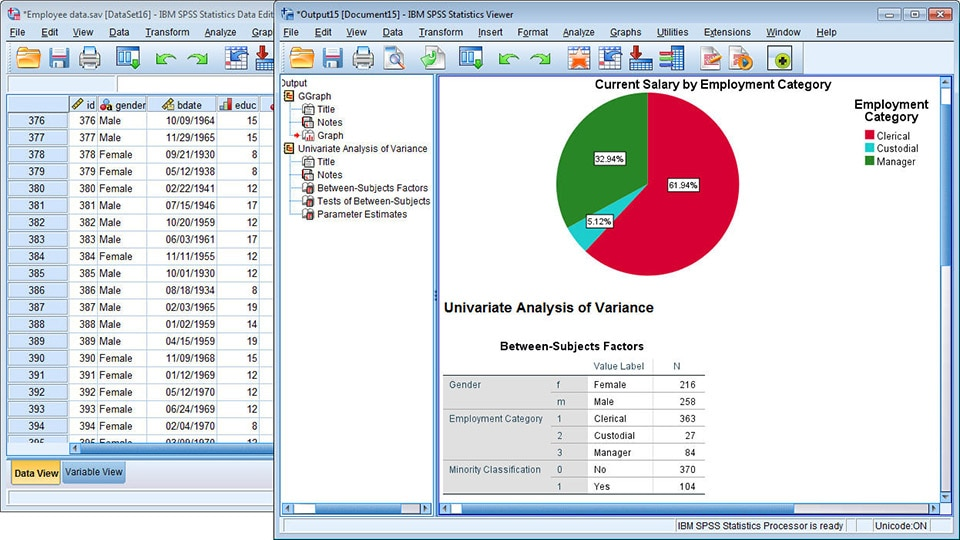 *Employee data.sav [DataSet16] - IBM SPSS Statistics Data Edit
File Edit View Data Transform Analyze Grap
id gender bdate educ
376 376 Male 10/09/1964 15
377 377 Male 11/29/1965 15
378 378 Female 09/21/1930 8
379 379 Female 05/12/1938 8
380 380 Female 02/22/1941 12
381 381 Male 07/15/1946 17
382 382 Male 10/20/1959 12
383 383 Male 06/03/1961 17
384 384 Female 11/11/1955 12
385 385 Male 10/01/1930 12
386 386 Male 08/18/1934 8
387 387 Male 02/03/1965 19
388 388 Male 01/02/1959 14
389 389 Male 04/15/1959 19
390 390 Female 11/09/1968 15
391 391 Female 01/12/1969 12
392 392 Female 05/12/1970 12
393 393 Female 06/24/1969 12
394 394 Female 02/04/1970 8
395 395 Female 03/09/1970 12
Data View Variable View
*Output15 [Document15] - IBM SPSS Statistics Viewer
File Edit View Data Transform Insert Format Analyze Graphs Utilities Extensions Window Help
Output
GGraph
Title
Notes
Graph
Univariate Analysis of Variance
Title
Notes
Between-Subjects Factors
Tests of Between-Subjects
Parameter Estimates
Current Salary by Employment Category
Employment
Category
Clerical
Custodial
Manager
32.94%
61.94%
5.12%
Univariate Analysis of Variance
Between-Subjects Factors
Value Label N
Gender f Female 216
m Male 258
Employment Category 1 Clerical 363
2 Custodial 27
3 Manager 84
Minority Classification 0 No 370
1 Yes 104
IBM SPSS Statistics Processor is ready Unicode:ON